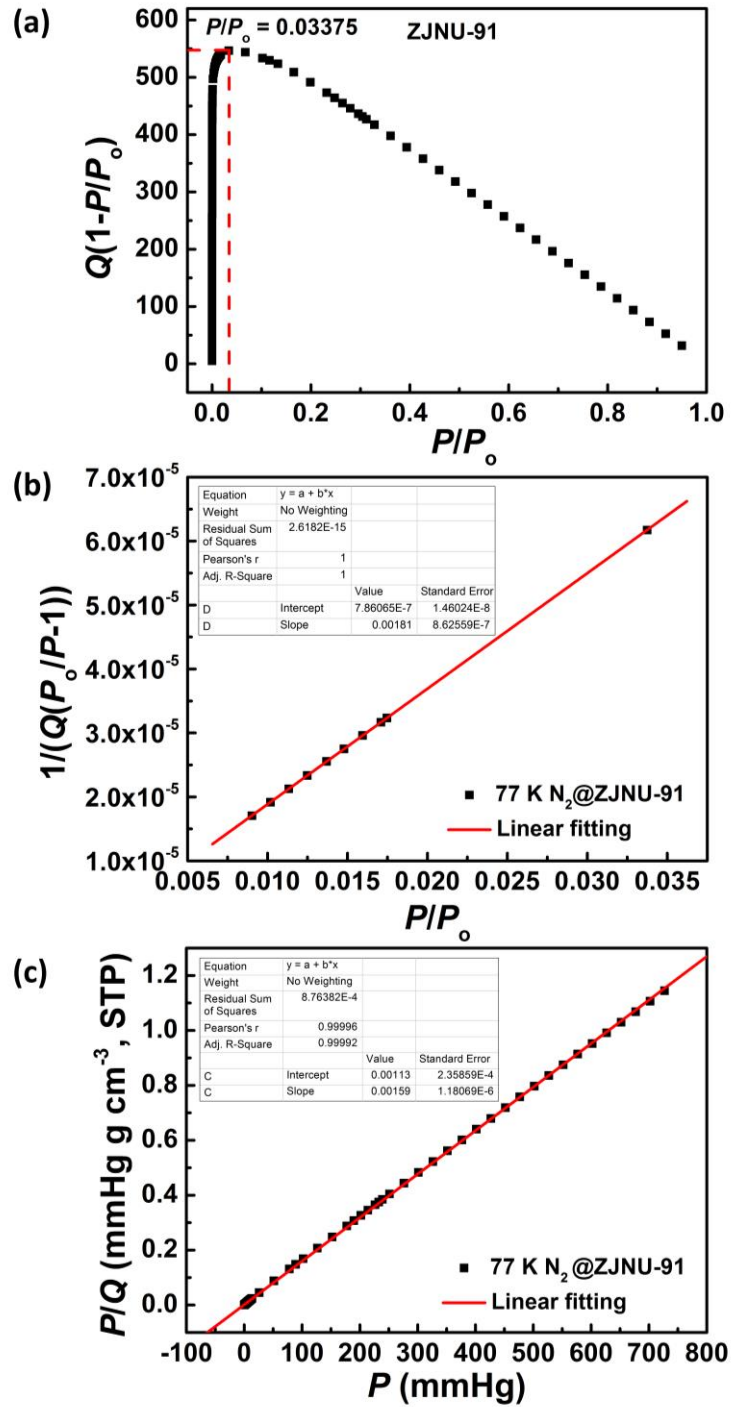 (a)
P/Pₒ = 0.03375 ZJNU-91
600
500
400
300
200
100
0
Q(1-P/Pₒ)
0.0 0.2 0.4 0.6 0.8 1.0
P/Pₒ
(b)
7.0x10⁻⁵
6.0x10⁻⁵
5.0x10⁻⁵
4.0x10⁻⁵
3.0x10⁻⁵
2.0x10⁻⁵
1.0x10⁻⁵
1/(Q(Pₒ/P-1))
Equation y = a + b*x
Weight No Weighting
Residual Sum of Squares 2.6182E-15
Pearson's r 1
Adj. R-Square 1
Value Standard Error
D Intercept 7.86065E-7 1.46024E-8
D Slope 0.00181 8.62559E-7
77 K N₂@ZJNU-91
Linear fitting
0.005 0.010 0.015 0.020 0.025 0.030 0.035
P/Pₒ
(c)
1.2
1.0
0.8
0.6
0.4
0.2
0.0
P/Q (mmHg g cm⁻³, STP)
Equation y = a + b*x
Weight No Weighting
Residual Sum of Squares 8.76382E-4
Pearson's r 0.99996
Adj. R-Square 0.99992
Value Standard Error
C Intercept 0.00113 2.35859E-4
C Slope 0.00159 1.18069E-6
77 K N₂@ZJNU-91
Linear fitting
-100 0 100 200 300 400 500 600 700 800
P (mmHg)